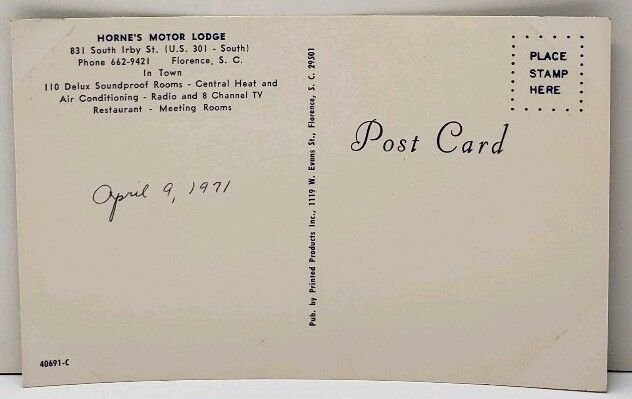 HORNE'S MOTOR LODGE
831 South Irby St. (U.S. 301 - South)
Phone 662-9421 Florence, S. C.
In Town
110 Delux Soundproof Rooms - Central Heat and
Air Conditioning - Radio and 8 Channel TV
Restaurant - Meeting Rooms
April 9, 1971
40691-C
Pub. by Printed Products Inc., 1119 W. Evans St., Florence, S. C. 29501
Post Card
PLACE
STAMP
HERE